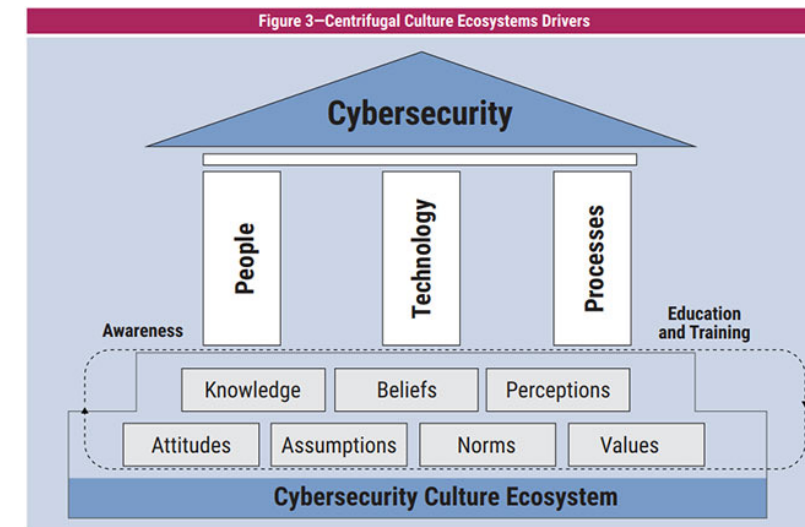 Figure 3—Centrifugal Culture Ecosystems Drivers
Cybersecurity
People
Technology
Processes
Awareness
Education
and Training
Knowledge
Beliefs
Perceptions
Attitudes
Assumptions
Norms
Values
Cybersecurity Culture Ecosystem